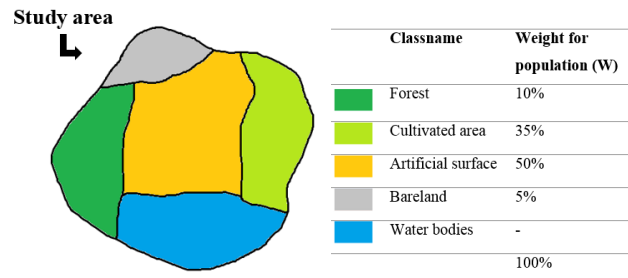 Study area
Classname Weight for
population (W)
Forest 10%
Cultivated area 35%
Artificial surface 50%
Bareland 5%
Water bodies -
100%